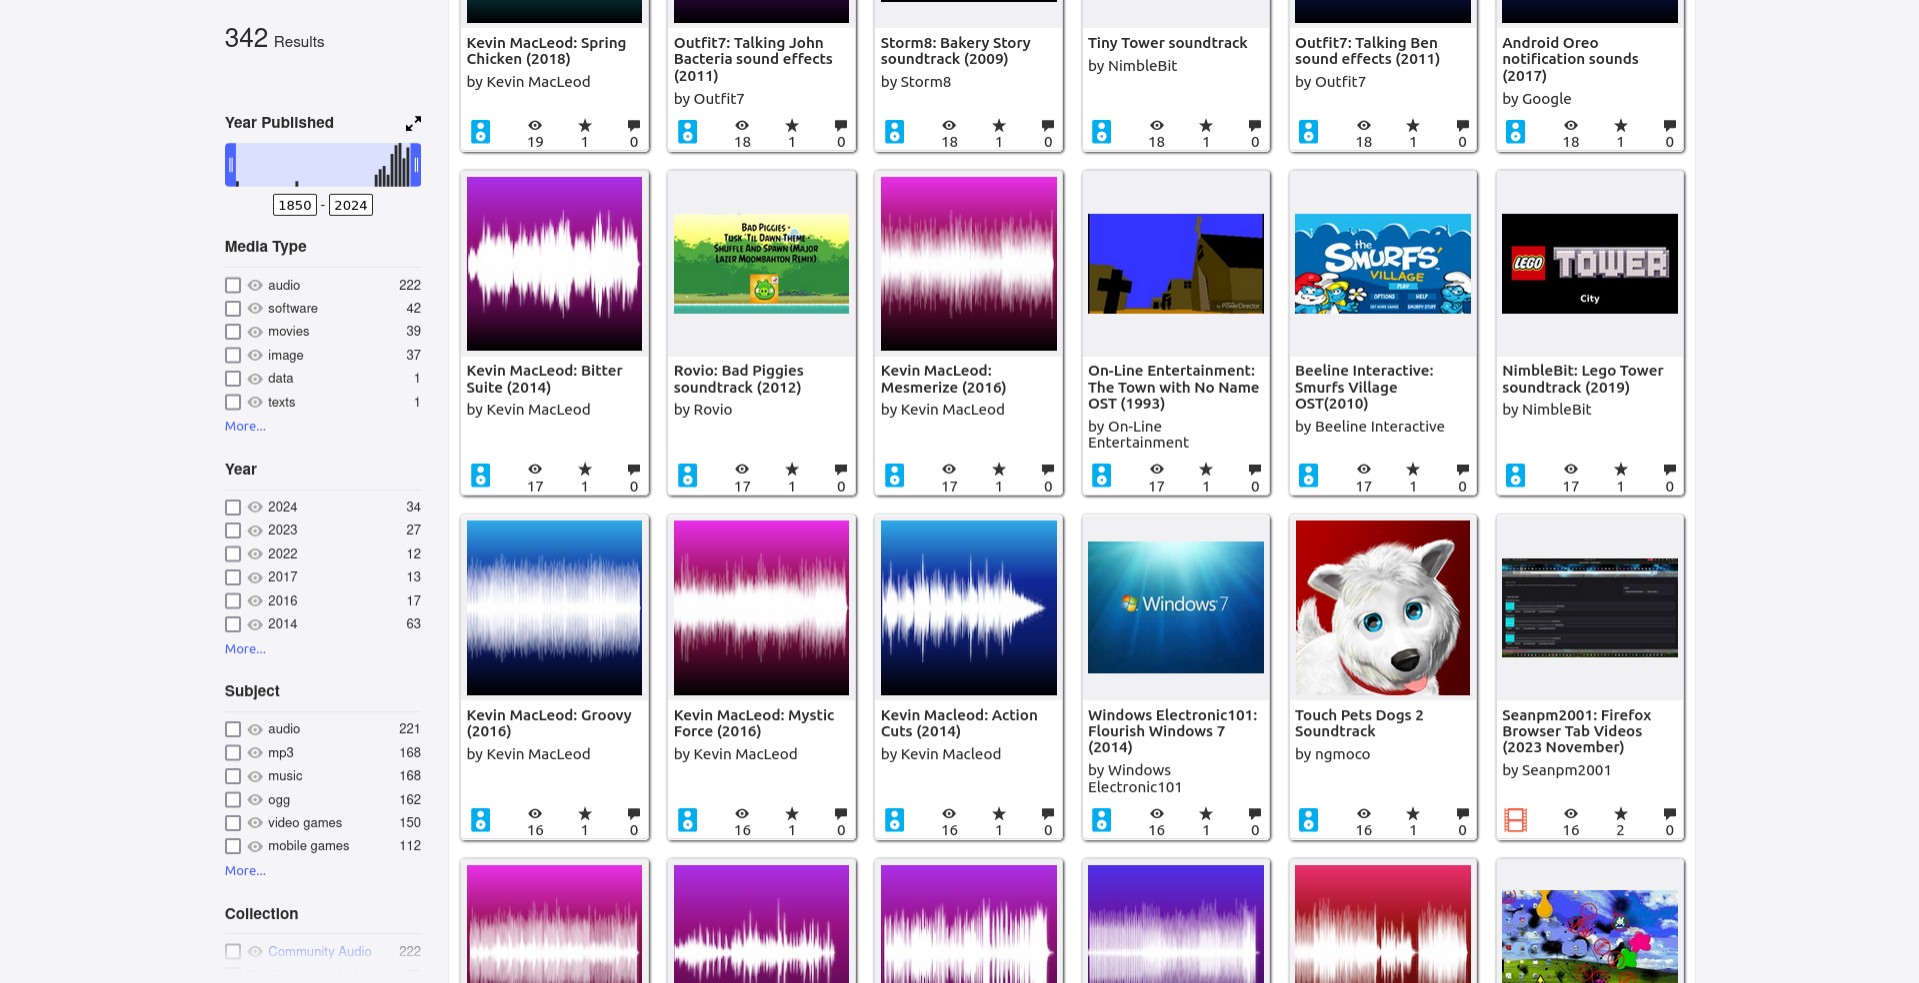 342 Results
Year Published
1850 - 2024
Media Type
audio 222
software 42
movies 39
image 37
data 1
texts 1
More...
Year
2024 34
2023 27
2022 12
2017 13
2016 17
2014 63
More...
Subject
audio 221
mp3 168
music 168
ogg 162
video games 150
mobile games 112
More...
Collection
Community Audio 222
Kevin MacLeod: Spring
Chicken (2018)
by Kevin MacLeod
19 1 0
Outfit7: Talking John
Bacteria sound effects
(2011)
by Outfit7
18 1 0
Storm8: Bakery Story
soundtrack (2009)
by Storm8
18 1 0
Tiny Tower soundtrack
by NimbleBit
18 1 0
Outfit7: Talking Ben
sound effects (2011)
by Outfit7
18 1 0
Android Oreo
notification sounds
(2017)
by Google
18 1 0
Kevin MacLeod: Bitter
Suite (2014)
by Kevin MacLeod
17 1 0
BAD PIGGIES -
TUSK 'TIL DAWN THEME -
SHUFFLE AND SPAWN (MAJOR
LAZER MOOMBAHTON REMIX)
Rovio: Bad Piggies
soundtrack (2012)
by Rovio
17 1 0
Kevin MacLeod:
Mesmerize (2016)
by Kevin MacLeod
17 1 0
by PowerDirector
On-Line Entertainment:
The Town with No Name
OST (1993)
by On-Line
Entertainment
17 1 0
the
SMURFS'
VILLAGE
PLAY
OPTIONS HELP
GET MORE GAMES SMURFY STUFF
Beeline Interactive:
Smurfs Village
OST(2010)
by Beeline Interactive
17 1 0
LEGO TOWER
City
NimbleBit: Lego Tower
soundtrack (2019)
by NimbleBit
17 1 0
Kevin MacLeod: Groovy
(2016)
by Kevin MacLeod
16 1 0
Kevin MacLeod: Mystic
Force (2016)
by Kevin MacLeod
16 1 0
Kevin Macleod: Action
Cuts (2014)
by Kevin Macleod
16 1 0
Windows 7
Windows Electronic101:
Flourish Windows 7
(2014)
by Windows
Electronic101
16 1 0
Touch Pets Dogs 2
Soundtrack
by ngmoco
16 1 0
Seanpm2001: Firefox
Browser Tab Videos
(2023 November)
by Seanpm2001
16 2 0